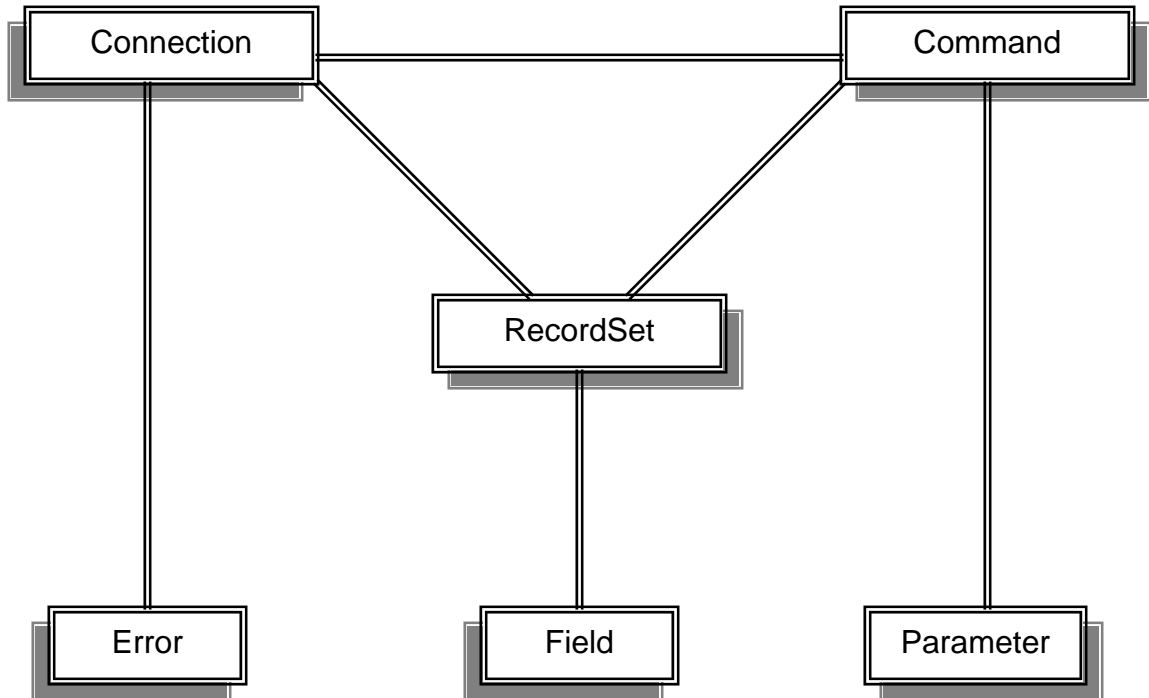 Connection
Command
RecordSet
Error
Field
Parameter